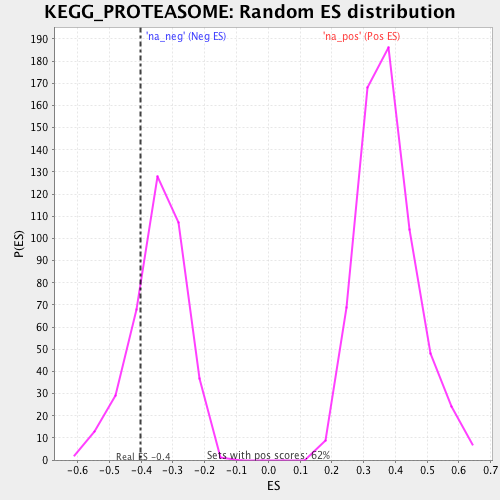 KEGG_PROTEASOME: Random ES distribution
'na_neg' (Neg ES)
'na_pos' (Pos ES)
190
180
170
160
150
140
130
120
110
100
90
80
70
60
50
40
30
20
10
0
P(ES)
Real ES -0.4
Sets with pos scores: 62%
-0.6 -0.5 -0.4 -0.3 -0.2 -0.1 0.0 0.1 0.2 0.3 0.4 0.5 0.6 0.7
ES